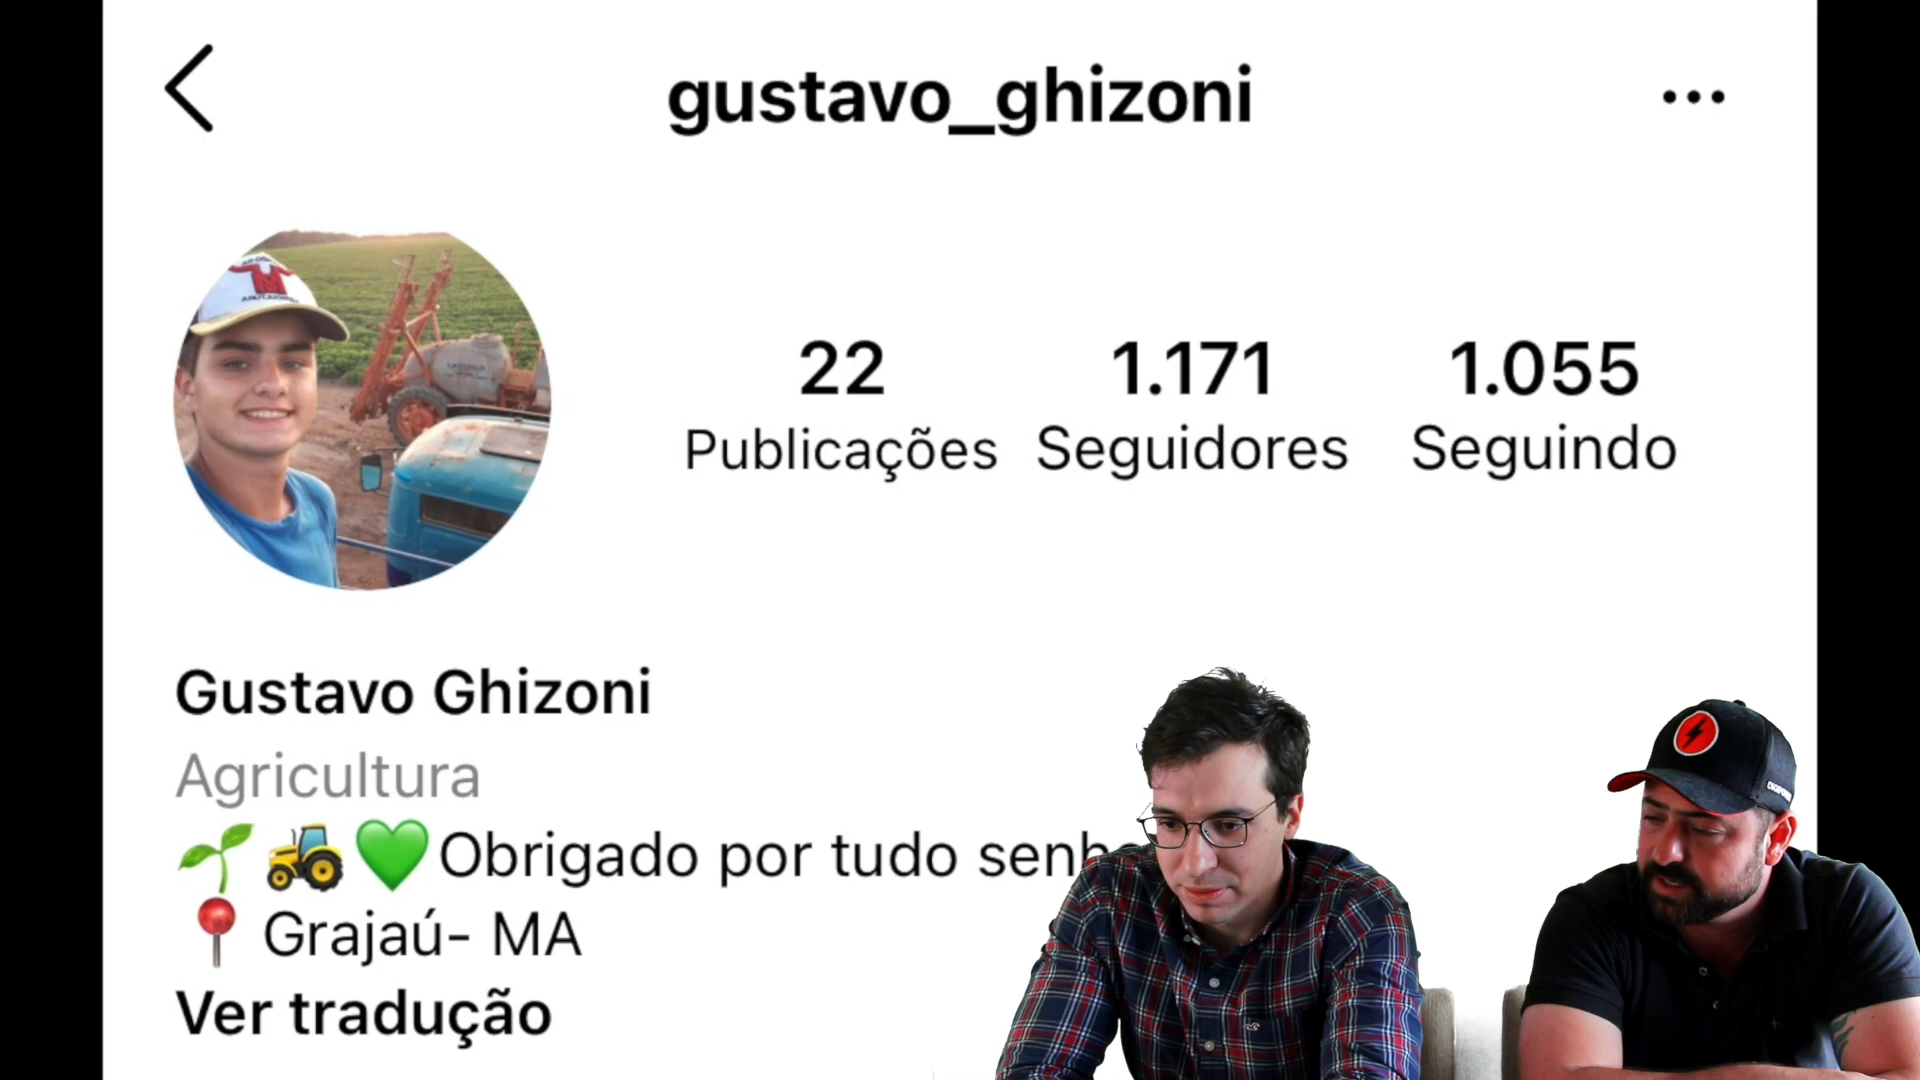 gustavo_ghizoni
22
Publicações
1.171
Seguidores
1.055
Seguindo
Gustavo Ghizoni
Agricultura
Obrigado por tudo senh
Grajaú- MA
Ver tradução